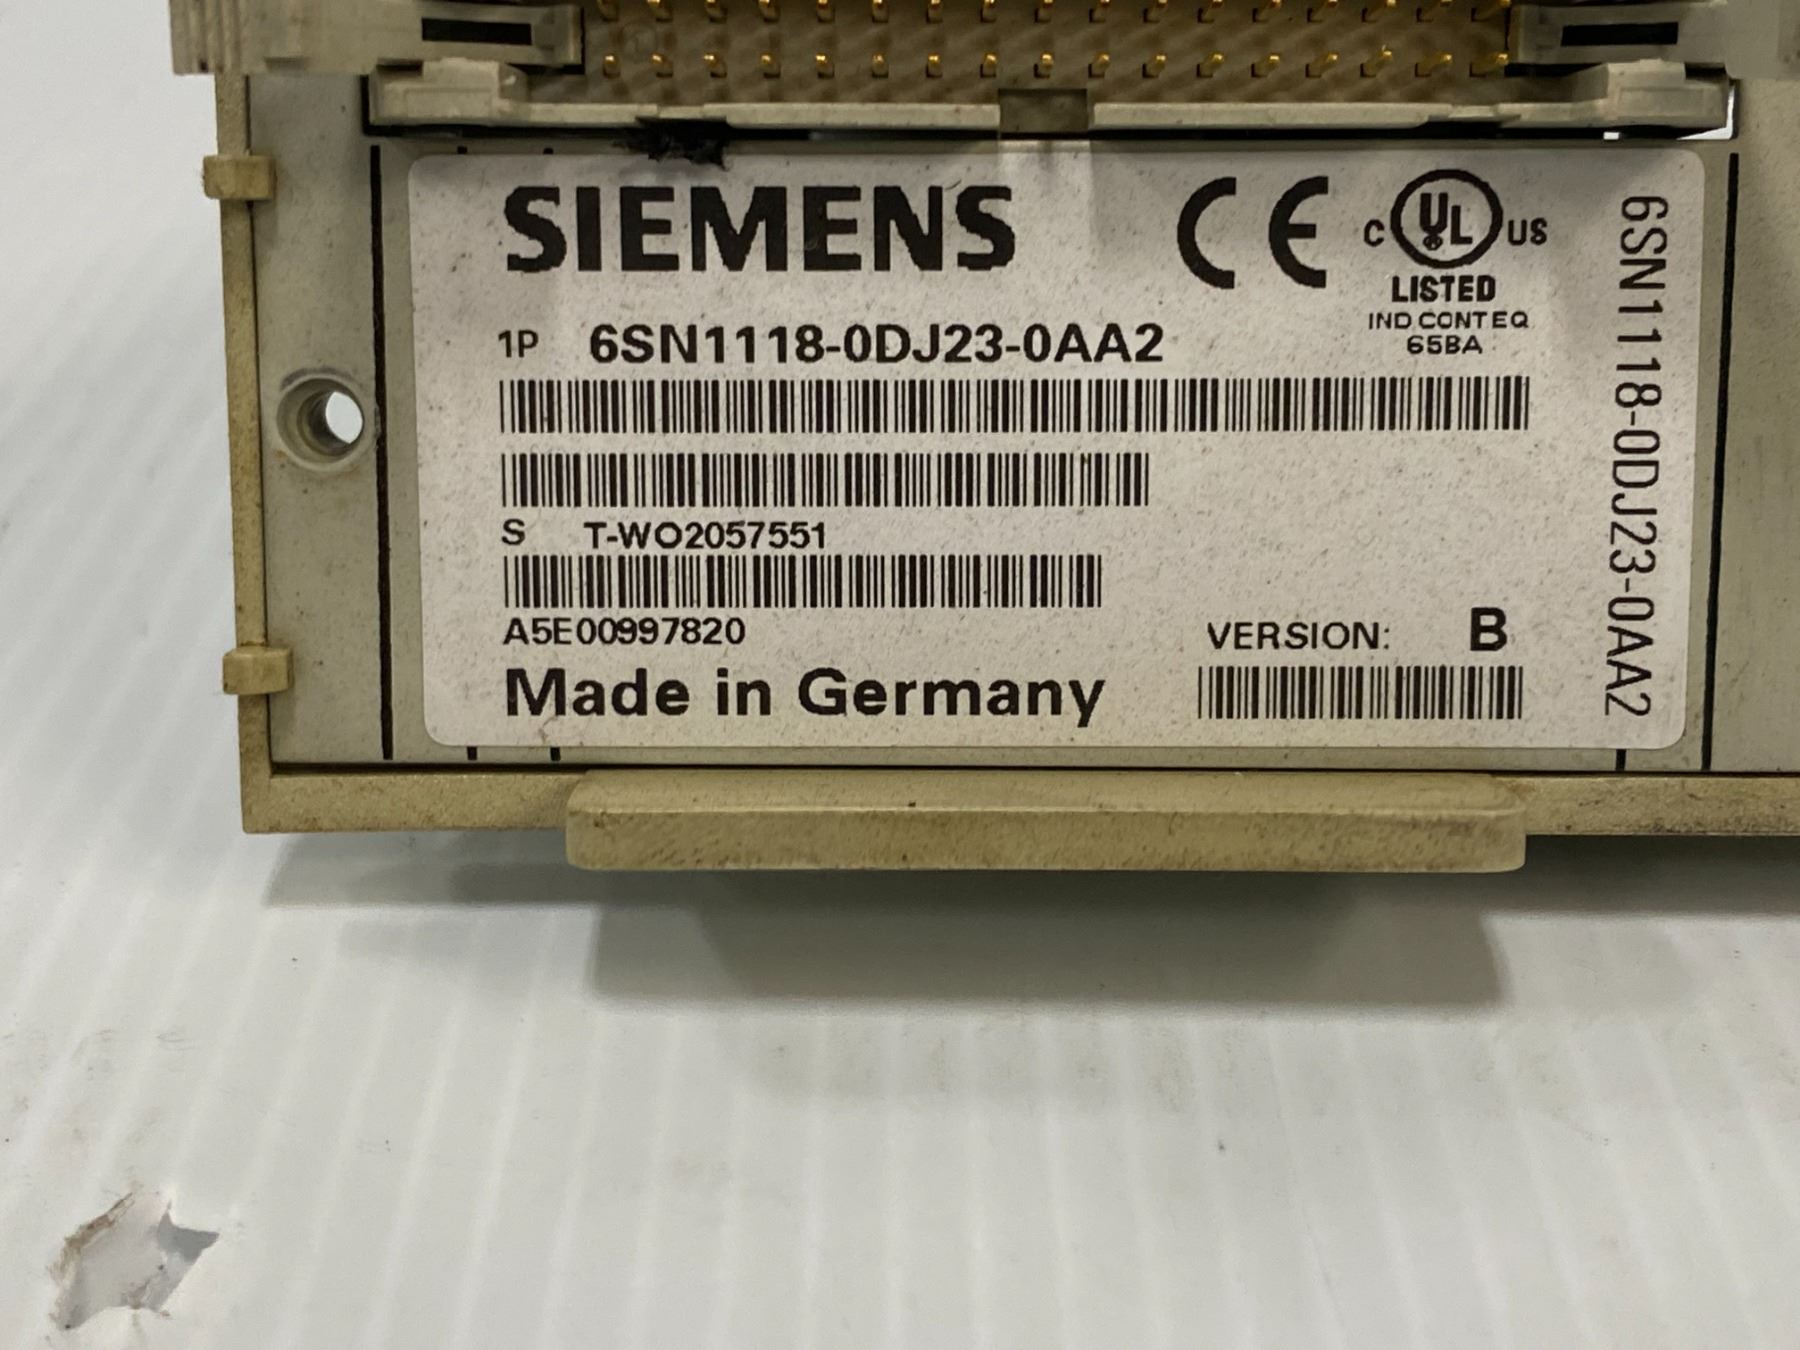 SIEMENS
CE
C UL US
LISTED
IND CONT EQ
65BA
1P 6SN1118-0DJ23-0AA2
S T-WO2057551
A5E00997820
VERSION: B
Made in Germany
6SN1118-0DJ23-0AA2